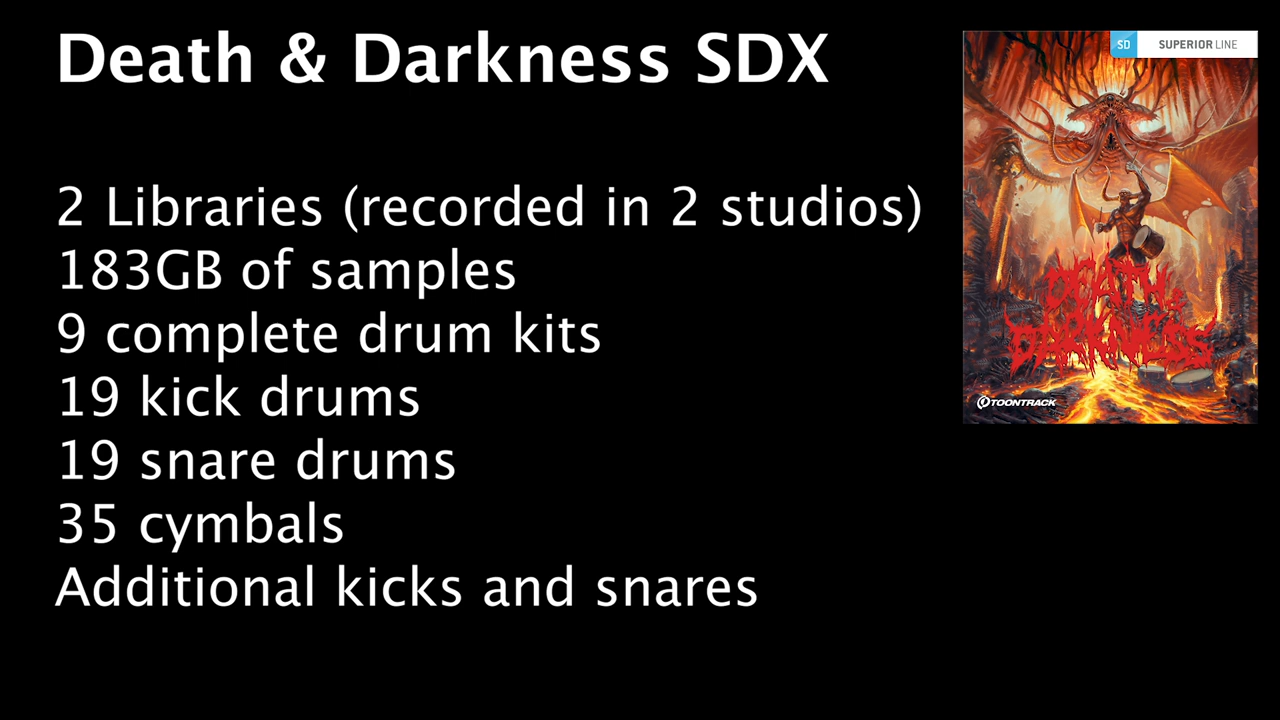 Death & Darkness SDX
SD SUPERIOR LINE
2 Libraries (recorded in 2 studios)
183GB of samples
9 complete drum kits
19 kick drums
19 snare drums
35 cymbals
Additional kicks and snares
DEATH &
DARKNESS
TOONTRACK